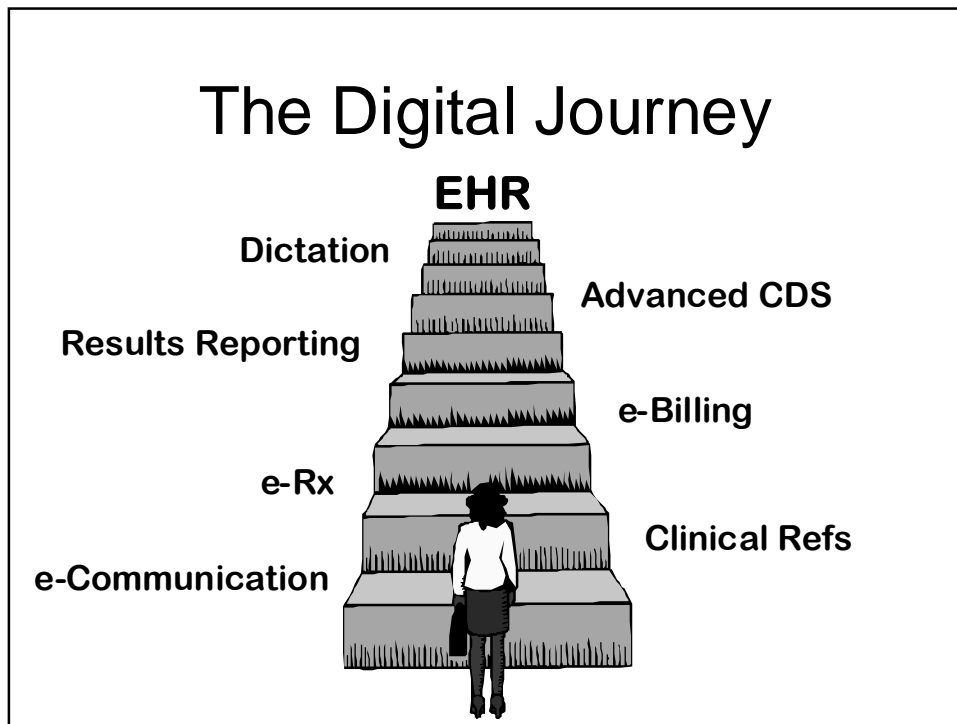 The Digital Journey
EHR
Dictation
Advanced CDS
Results Reporting
e-Billing
e-Rx
Clinical Refs
e-Communication